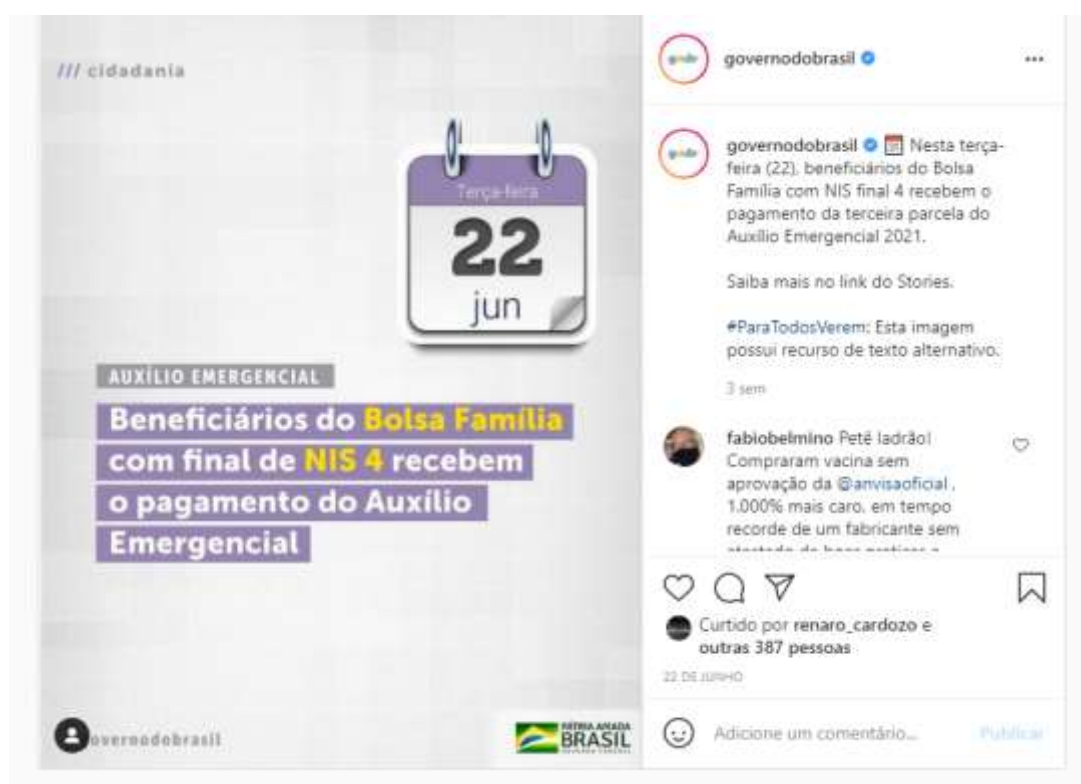 /// cidadania
Terça-feira
22
jun
AUXÍLIO EMERGENCIAL
Beneficiários do Bolsa Família
com final de NIS 4 recebem
o pagamento do Auxílio
Emergencial
overnodobrasil
PÁTRIA AMADA
BRASIL
governodobrasil
governodobrasil Nesta terça-
feira (22), beneficiários do Bolsa
Família com NIS final 4 recebem o
pagamento da terceira parcela do
Auxílio Emergencial 2021.
Saiba mais no link do Stories.
#ParaTodosVerem: Esta imagem
possui recurso de texto alternativo.
3 sem
fabiobelmino Petê ladrão!
Compraram vacina sem
aprovação da @anvisaoficial ,
1.000% mais caro, em tempo
recorde de um fabricante sem
Curtido por renaro_cardozo e
outras 387 pessoas
22 DE JUNHO
Adicione um comentário...
Publicar